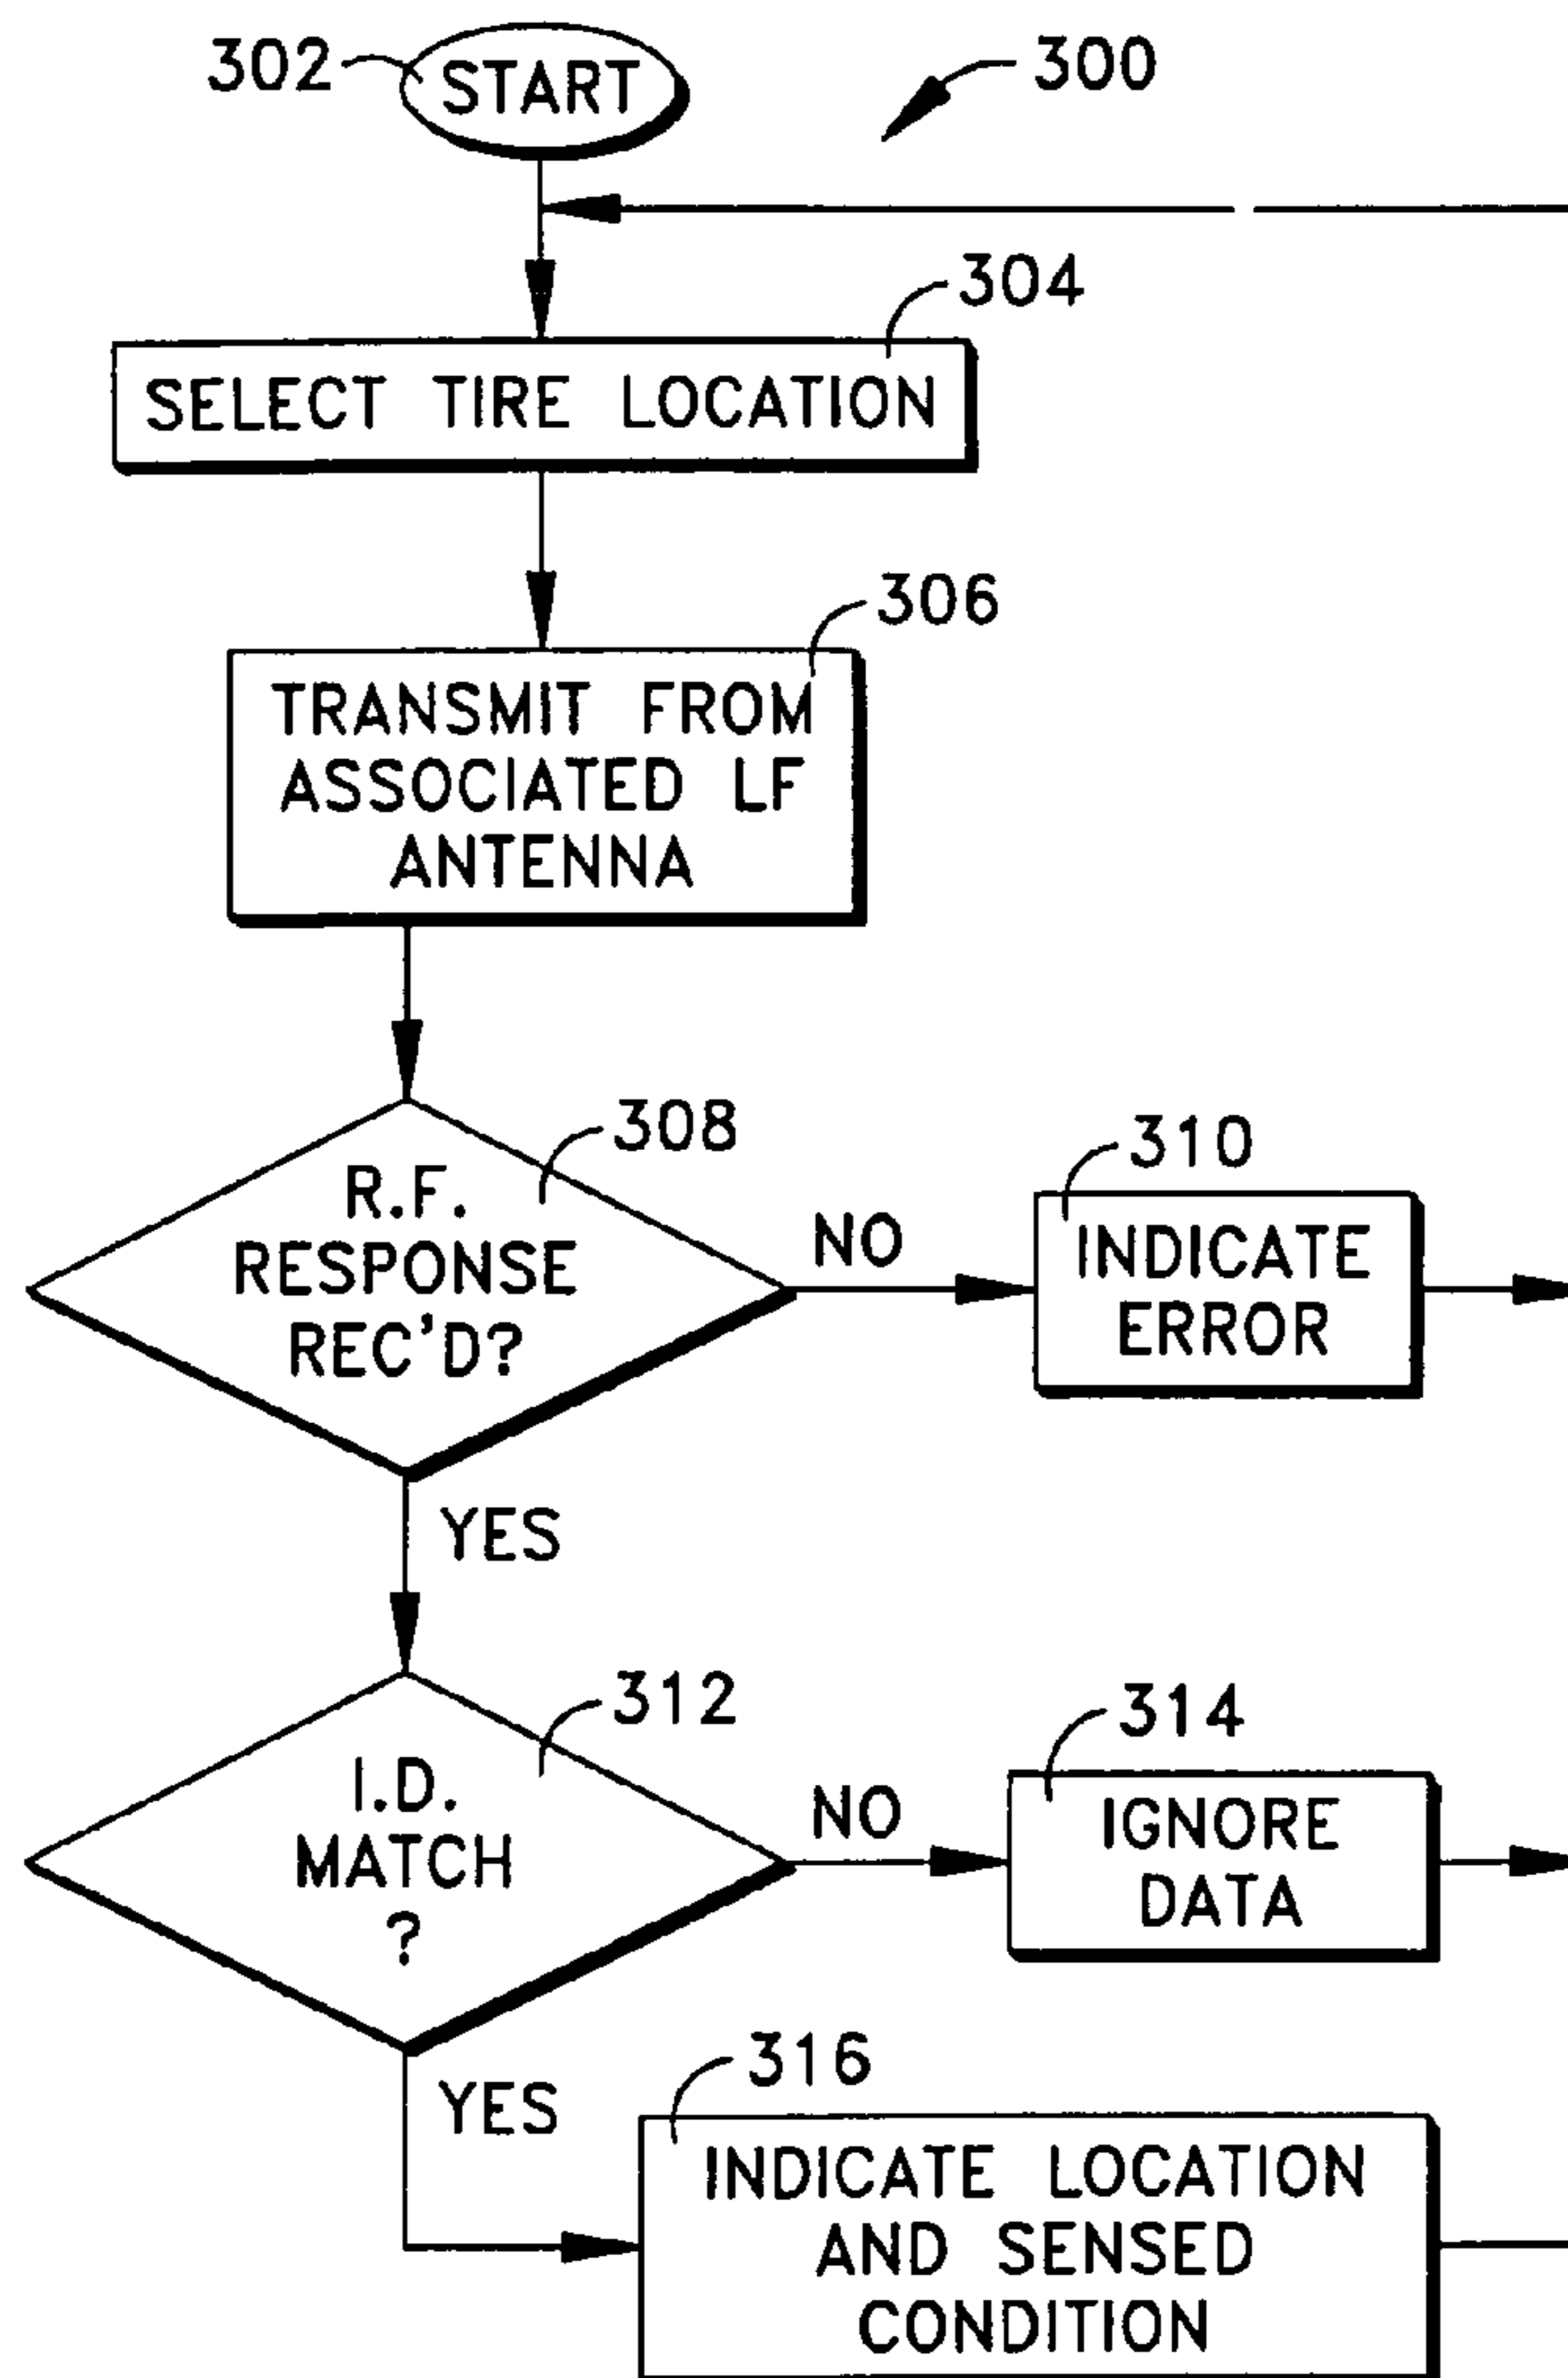 302
START
300
304
SELECT TIRE LOCATION
306
TRANSMIT FROM
ASSOCIATED LF
ANTENNA
308
R.F.
RESPONSE
REC'D?
NO
310
INDICATE
ERROR
YES
312
I.D.
MATCH
?
NO
314
IGNORE
DATA
YES
316
INDICATE LOCATION
AND SENSED
CONDITION